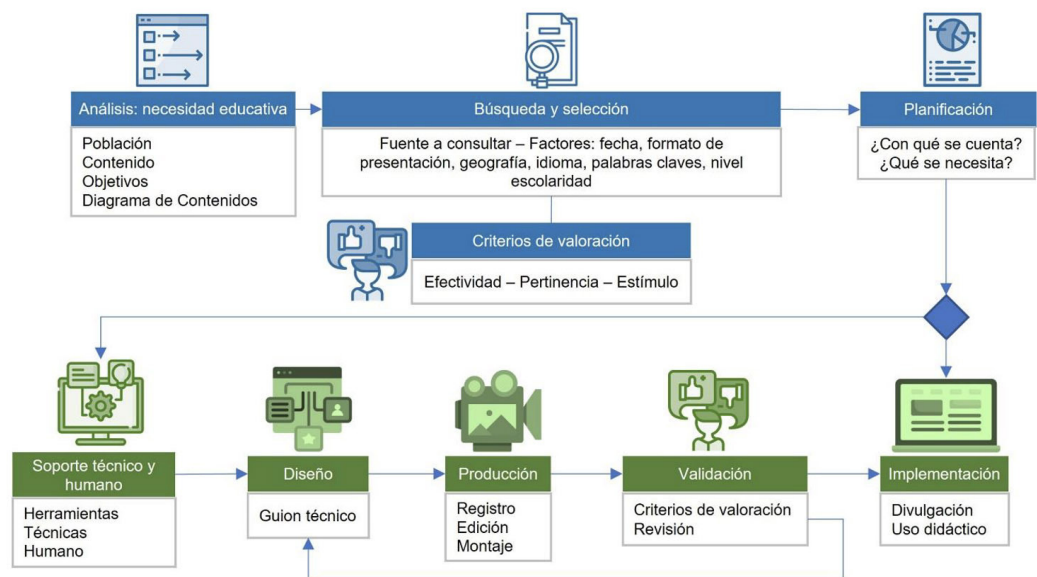 Análisis: necesidad educativa
Población
Contenido
Objetivos
Diagrama de Contenidos
Búsqueda y selección
Fuente a consultar – Factores: fecha, formato de
presentación, geografía, idioma, palabras claves, nivel
escolaridad
Planificación
¿Con qué se cuenta?
¿Qué se necesita?
Criterios de valoración
Efectividad – Pertinencia – Estímulo
Soporte técnico y
humano
Herramientas
Técnicas
Humano
Diseño
Guion técnico
Producción
Registro
Edición
Montaje
Validación
Criterios de valoración
Revisión
Implementación
Divulgación
Uso didáctico